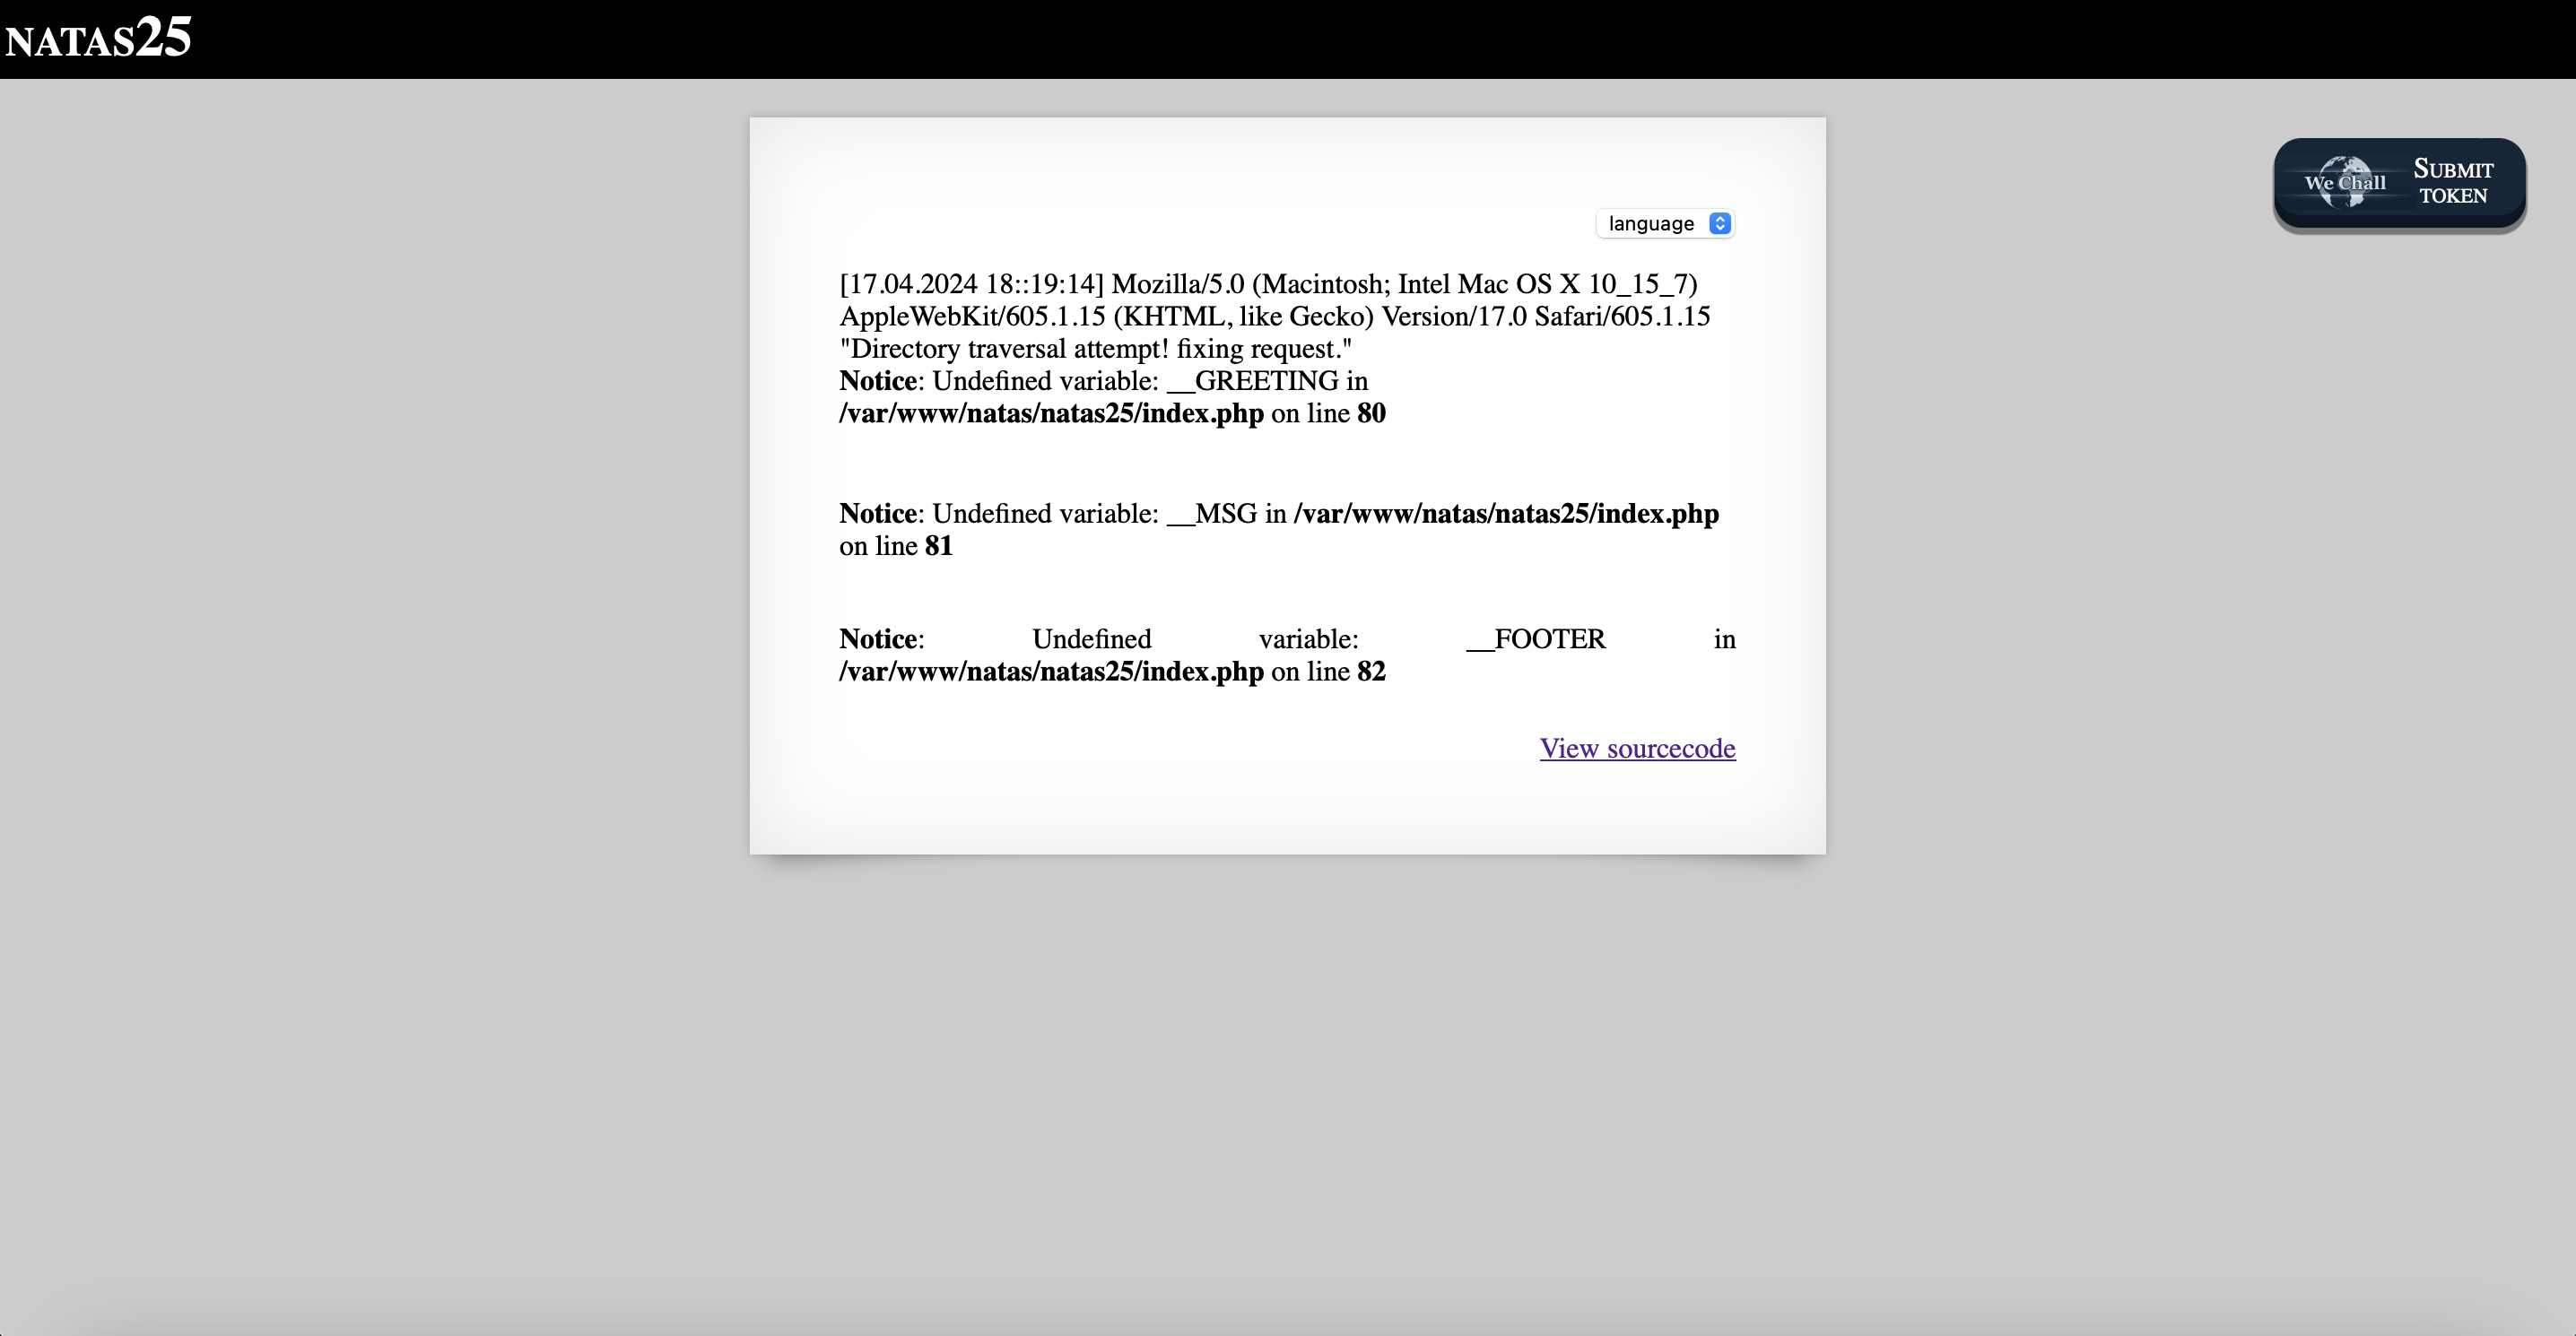 NATAS25
We Chall
SUBMIT
TOKEN
language
[17.04.2024 18::19:14] Mozilla/5.0 (Macintosh; Intel Mac OS X 10_15_7)
AppleWebKit/605.1.15 (KHTML, like Gecko) Version/17.0 Safari/605.1.15
"Directory traversal attempt! fixing request."
Notice: Undefined variable: __GREETING in
/var/www/natas/natas25/index.php on line 80
Notice: Undefined variable: __MSG in /var/www/natas/natas25/index.php
on line 81
Notice: Undefined variable: __FOOTER in
/var/www/natas/natas25/index.php on line 82
View sourcecode